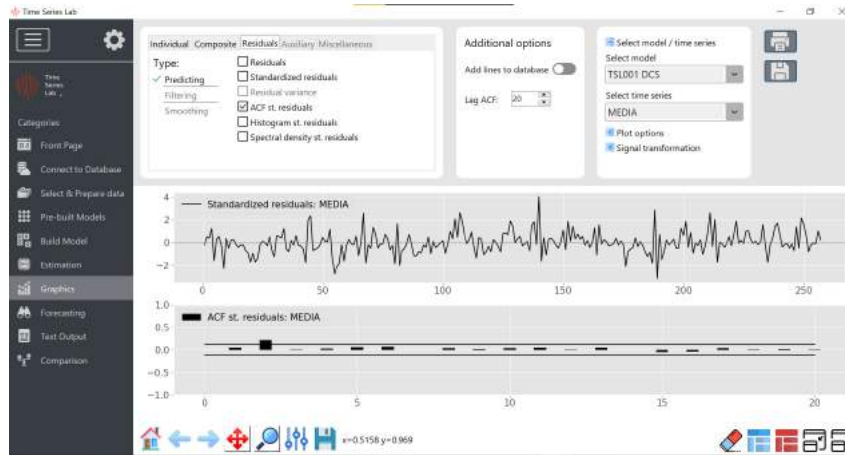 Time Series Lab
Time
Series
Lab
Categories
Front Page
Connect to Database
Select & Prepare data
Pre-built Models
Build Model
Estimation
Graphics
Forecasting
Text Output
Comparison
Individual Composite Residuals Auxiliary Miscellaneous
Type:
Predicting
Filtering
Smoothing
Residuals
Standardized residuals
Residual variance
ACF st. residuals
Histogram st. residuals
Spectral density st. residuals
Additional options
Add lines to database
Lag ACF: 20
Select model / time series
Select model
TSL001 DCS
Select time series
MEDIA
Plot options
Signal transformation
Standardized residuals: MEDIA
4
2
0
−2
0 50 100 150 200 250
ACF st. residuals: MEDIA
1.0
0.5
0.0
−0.5
−1.0
0 5 10 15 20
x=0.5158 y=0.969